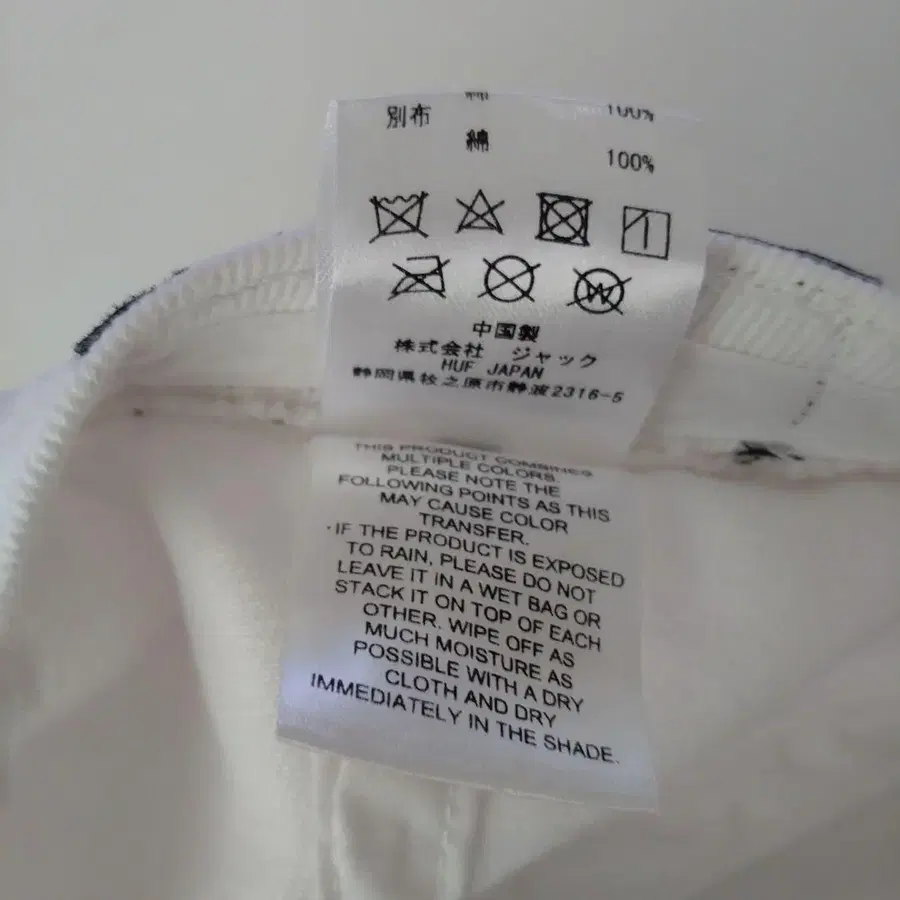 100%
別布
綿
100%
中国製
株式会社 ジャック
HUF JAPAN
静岡県牧之原市静波2316-5
THIS PRODUCT COMBINES
MULTIPLE COLORS.
PLEASE NOTE THE
FOLLOWING POINTS AS THIS
MAY CAUSE COLOR
TRANSFER.
・IF THE PRODUCT IS EXPOSED
TO RAIN, PLEASE DO NOT
LEAVE IT IN A WET BAG OR
STACK IT ON TOP OF EACH
OTHER. WIPE OFF AS
MUCH MOISTURE AS
POSSIBLE WITH A DRY
CLOTH AND DRY
IMMEDIATELY IN THE SHADE.